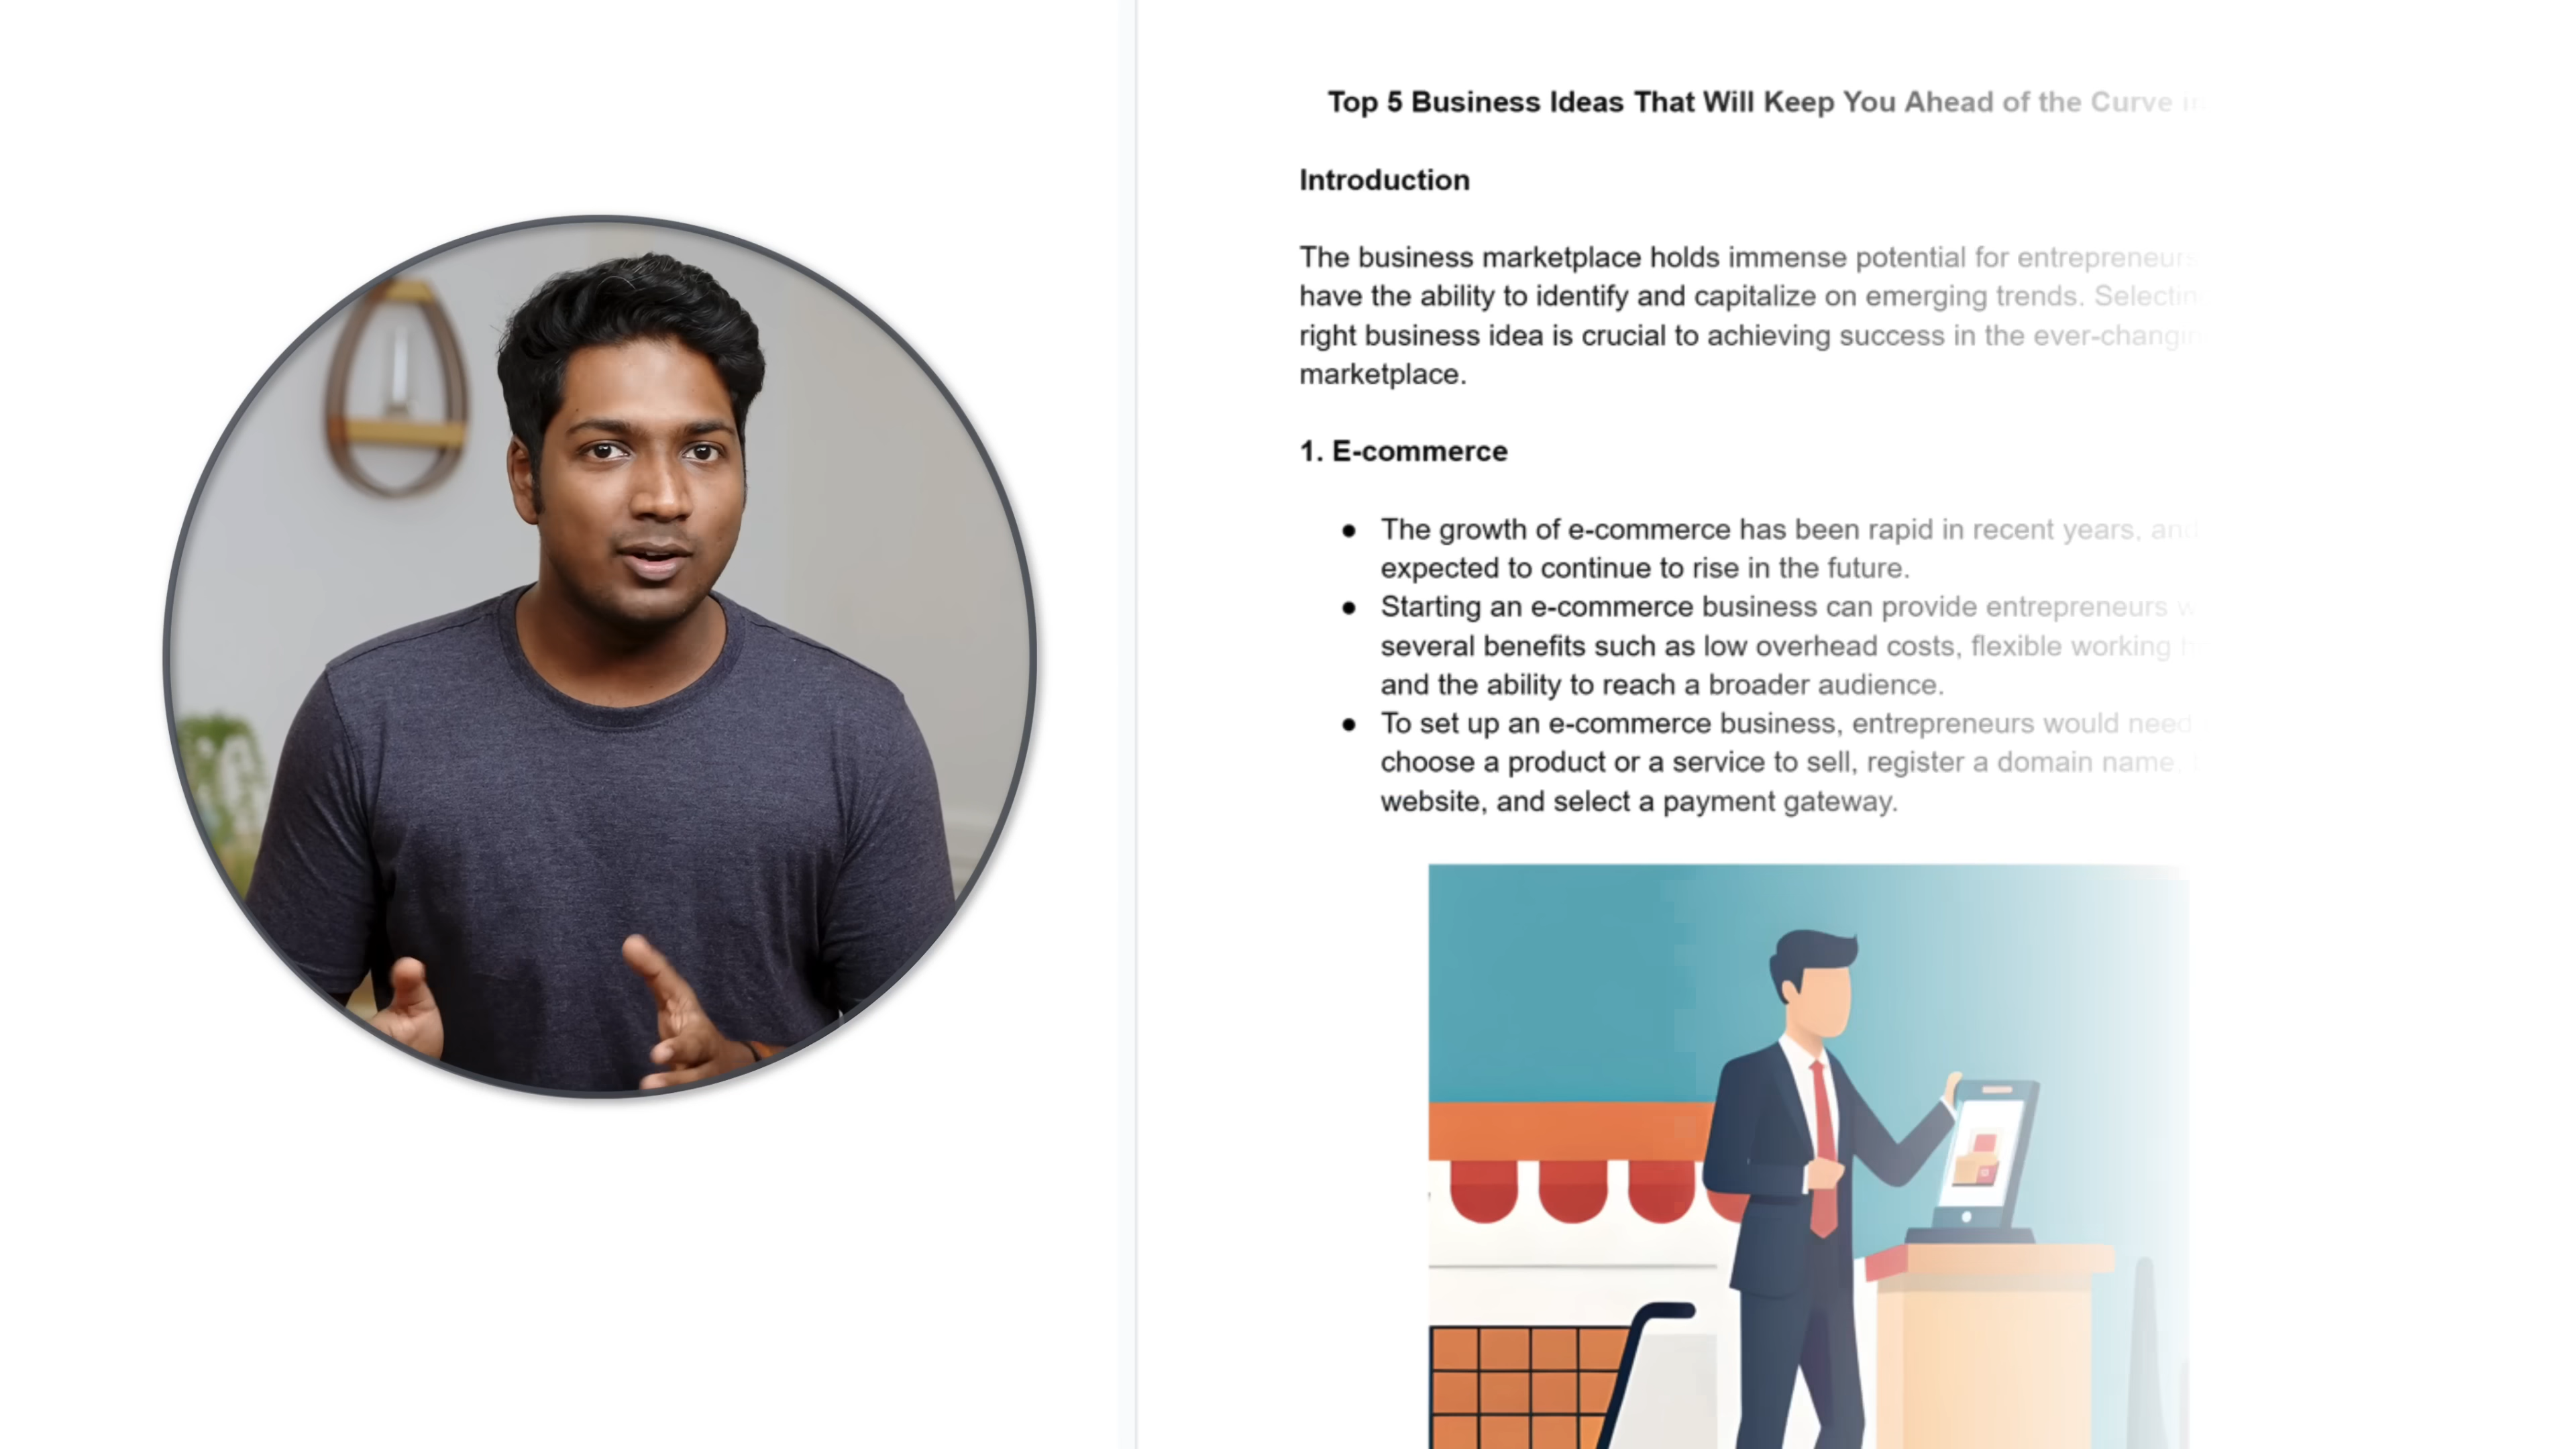 Top 5 Business Ideas That Will Keep You Ahead of the Curve in
Introduction
The business marketplace holds immense potential for entrepreneurs
have the ability to identify and capitalize on emerging trends. Selecting
right business idea is crucial to achieving success in the ever-changing
marketplace.
1. E-commerce
● The growth of e-commerce has been rapid in recent years, and
expected to continue to rise in the future.
● Starting an e-commerce business can provide entrepreneurs
several benefits such as low overhead costs, flexible working
and the ability to reach a broader audience.
● To set up an e-commerce business, entrepreneurs would need
choose a product or a service to sell, register a domain name,
website, and select a payment gateway.